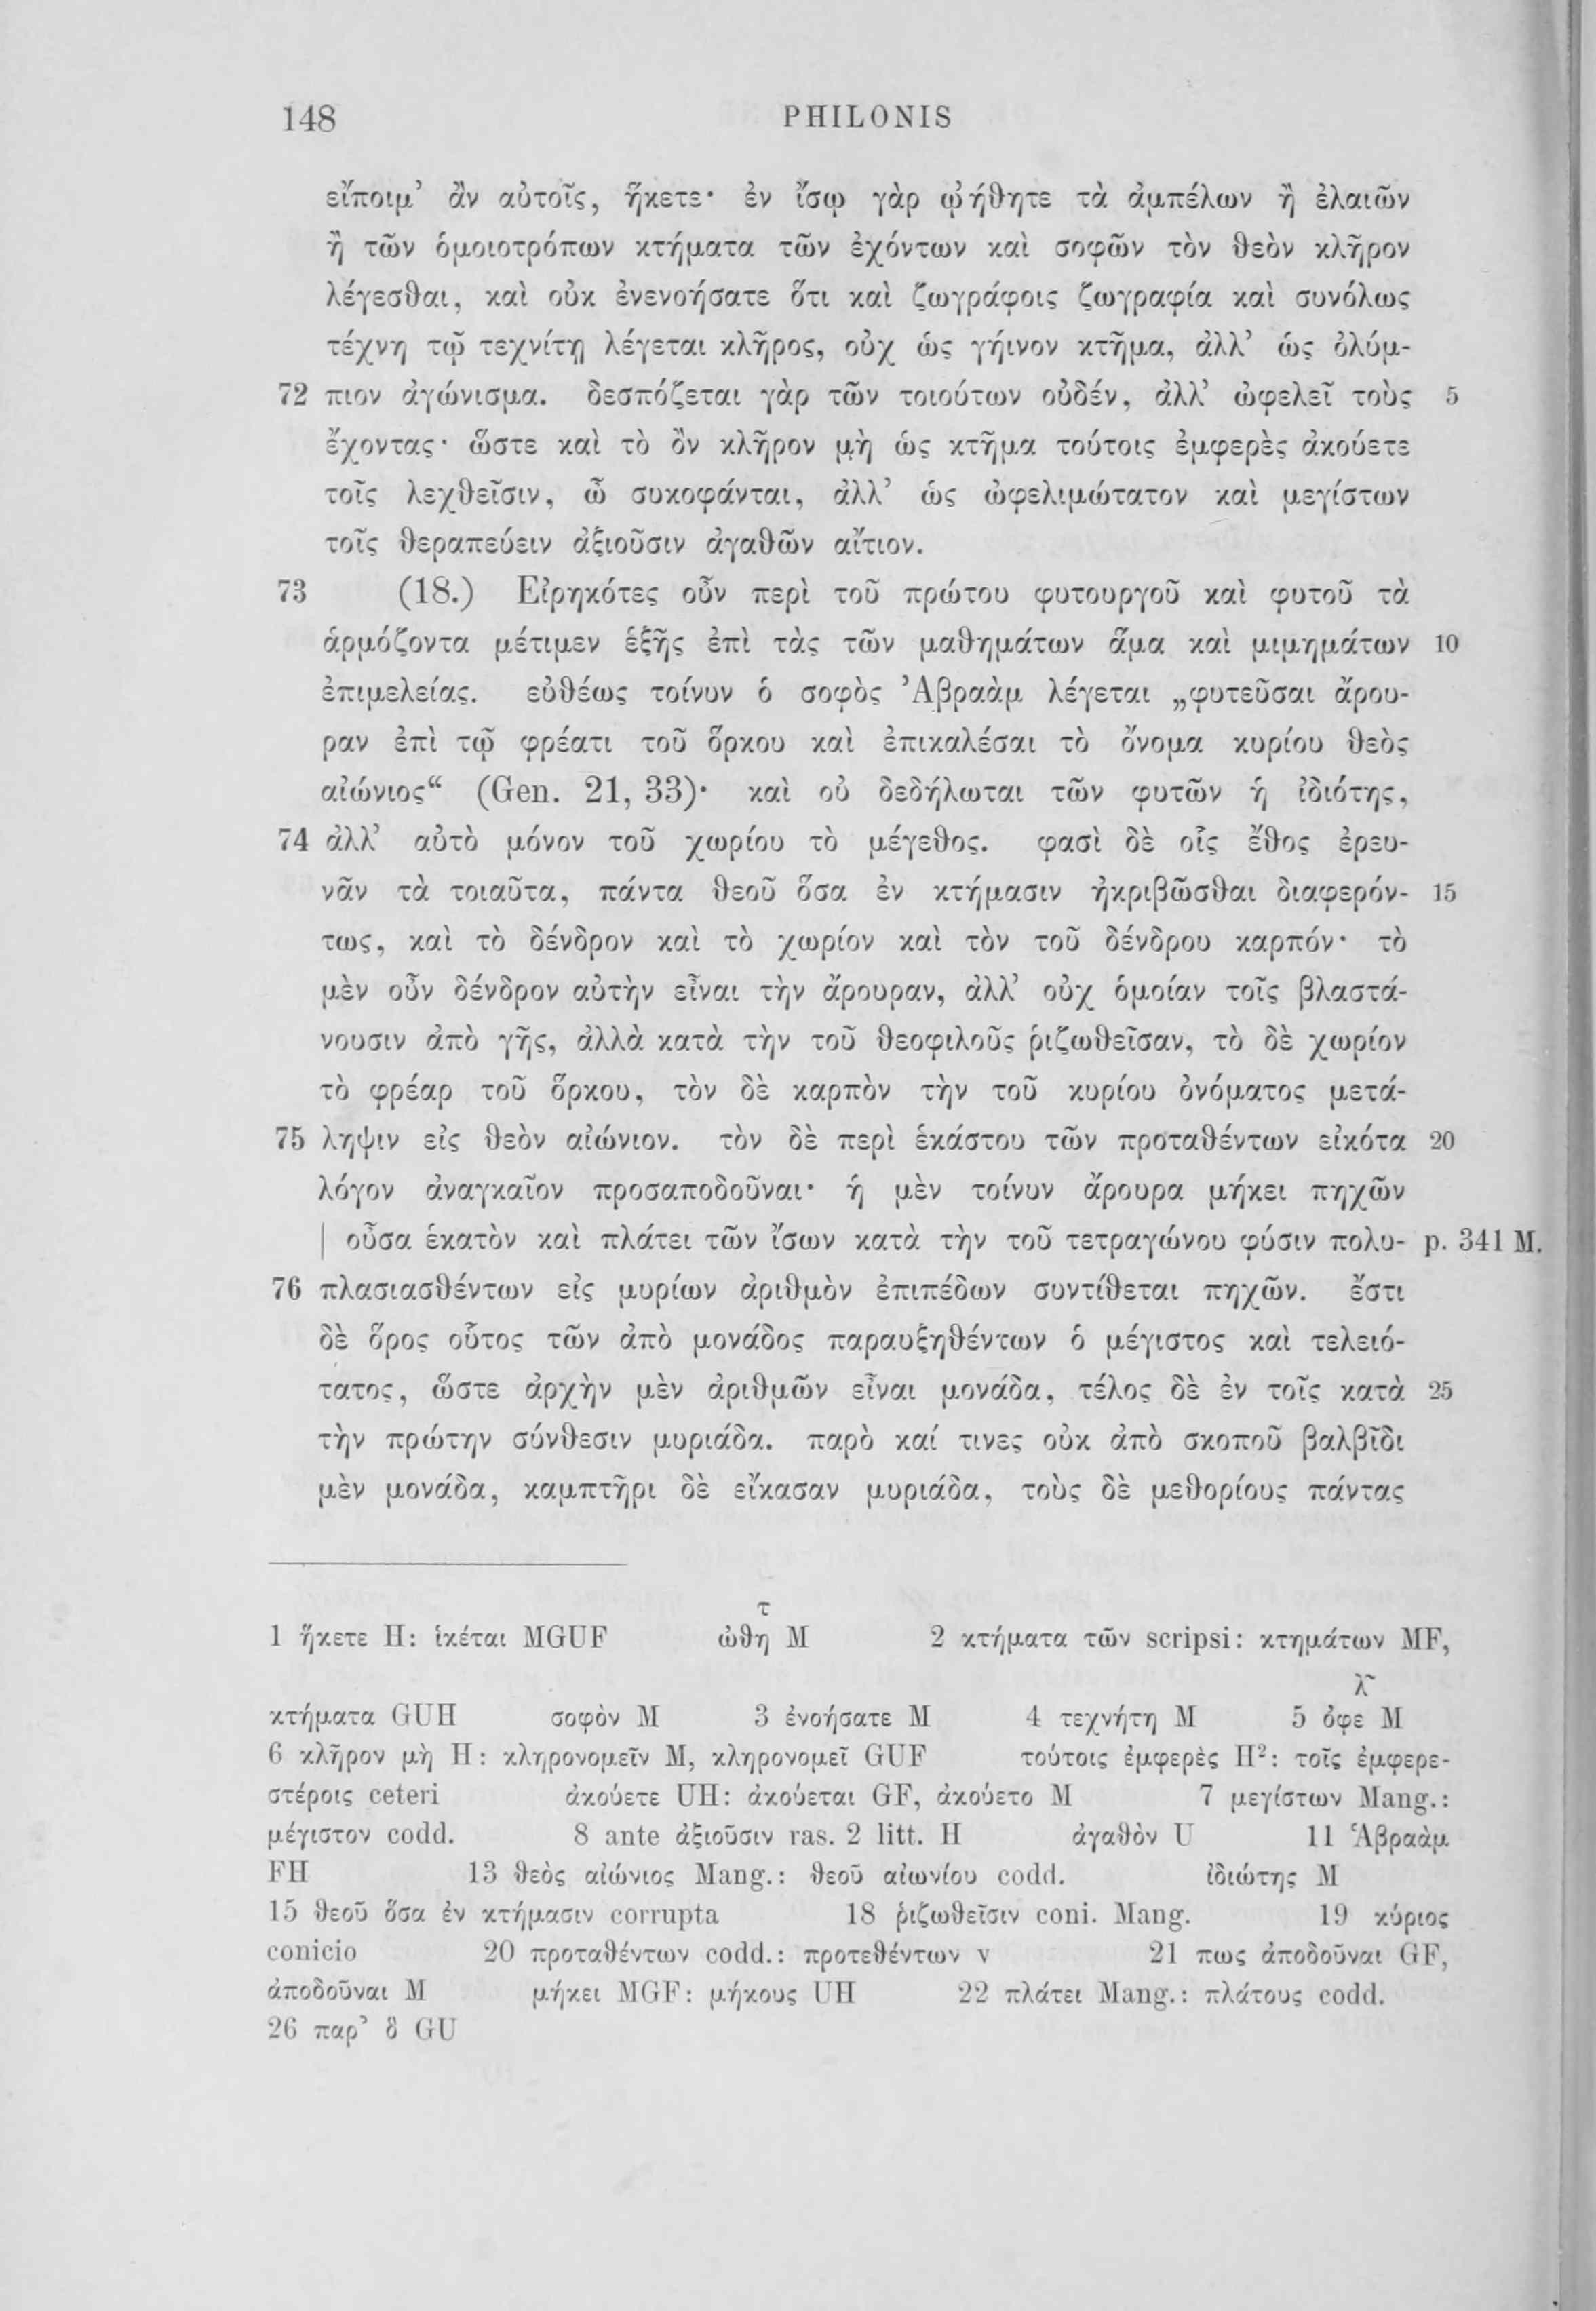 148 PHILONIS
εἴποιμ’ ἂν αὐτοῖς, ἥκετε· ἐν ἴσῳ γὰρ ᾠήθητε τὰ ἀμπέλων ἢ ἐλαιῶν
ἢ τῶν ὁμοιοτρόπων κτήματα τῶν ἐχόντων καὶ σοφῶν τὸν θεὸν κλῆρον
λέγεσθαι, καὶ οὐκ ἐνενοήσατε ὅτι καὶ ζωγράφοις ζωγραφία καὶ συνόλως
τέχνη τῷ τεχνίτῃ λέγεται κλῆρος, οὐχ ὡς γήινον κτῆμα, ἀλλ’ ὡς ὀλύμ-
72 πιον ἀγώνισμα. δεσπόζεται γὰρ τῶν τοιούτων οὐδέν, ἀλλ’ ὠφελεῖ τοὺς 5
ἔχοντας· ὥστε καὶ τὸ ὂν κλῆρον μὴ ὡς κτῆμα τούτοις ἐμφερὲς ἀκούετε
τοῖς λεχθεῖσιν, ὦ συκοφάνται, ἀλλ’ ὡς ὠφελιμώτατον καὶ μεγίστων
τοῖς θεραπεύειν ἀξιοῦσιν ἀγαθῶν αἴτιον.
73 (18.) Εἰρηκότες οὖν περὶ τοῦ πρώτου φυτουργοῦ καὶ φυτοῦ τὰ
ἁρμόζοντα μέτιμεν ἑξῆς ἐπὶ τὰς τῶν μαθημάτων ἅμα καὶ μιμημάτων 10
ἐπιμελείας. εὐθέως τοίνυν ὁ σοφὸς Ἀβραὰμ λέγεται „φυτεῦσαι ἄρου-
ραν ἐπὶ τῷ φρέατι τοῦ ὅρκου καὶ ἐπικαλέσαι τὸ ὄνομα κυρίου θεὸς
αἰώνιος“ (Gen. 21, 33)· καὶ οὐ δεδήλωται τῶν φυτῶν ἡ ἰδιότης,
74 ἀλλ’ αὐτὸ μόνον τοῦ χωρίου τὸ μέγεθος. φασὶ δὲ οἷς ἔθος ἐρευ-
νᾶν τὰ τοιαῦτα, πάντα θεοῦ ὅσα ἐν κτήμασιν ἠκριβῶσθαι διαφερόν- 15
τως, καὶ τὸ δένδρον καὶ τὸ χωρίον καὶ τὸν τοῦ δένδρου καρπόν· τὸ
μὲν οὖν δένδρον αὐτὴν εἶναι τὴν ἄρουραν, ἀλλ’ οὐχ ὁμοίαν τοῖς βλαστά-
νουσιν ἀπὸ γῆς, ἀλλὰ κατὰ τὴν τοῦ θεοφιλοῦς ῥιζωθεῖσαν, τὸ δὲ χωρίον
τὸ φρέαρ τοῦ ὅρκου, τὸν δὲ καρπὸν τὴν τοῦ κυρίου ὀνόματος μετά-
75 ληψιν εἰς θεὸν αἰώνιον. τὸν δὲ περὶ ἑκάστου τῶν προταθέντων εἰκότα 20
λόγον ἀναγκαῖον προσαποδοῦναι· ἡ μὲν τοίνυν ἄρουρα μήκει πηχῶν
| οὖσα ἑκατὸν καὶ πλάτει τῶν ἴσων κατὰ τὴν τοῦ τετραγώνου φύσιν πολυ- p. 341 M.
76 πλασιασθέντων εἰς μυρίων ἀριθμὸν ἐπιπέδων συντίθεται πηχῶν. ἔστι
δὲ ὅρος οὗτος τῶν ἀπὸ μονάδος παραυξηθέντων ὁ μέγιστος καὶ τελειό-
τατος, ὥστε ἀρχὴν μὲν ἀριθμῶν εἶναι μονάδα, τέλος δὲ ἐν τοῖς κατὰ 25
τὴν πρώτην σύνθεσιν μυριάδα. παρὸ καί τινες οὐκ ἀπὸ σκοποῦ βαλβῖδι
μὲν μονάδα, καμπτῆρι δὲ εἴκασαν μυριάδα, τοὺς δὲ μεθορίους πάντας
τ
1 ἥκετε H: ἱκέται MGUF ὠθη M 2 κτήματα τῶν scripsi: κτημάτων MF,
λ͂
κτήματα GUH σοφὸν M 3 ἐνοήσατε M 4 τεχνήτη M 5 ὀφε M
6 κλῆρον μὴ H: κληρονομεῖν M, κληρονομεῖ GUF τούτοις ἐμφερὲς H²: τοῖς ἐμφερε-
στέροις ceteri ἀκούετε UH: ἀκούεται GF, ἀκούετο M 7 μεγίστων Mang.:
μέγιστον codd. 8 ante ἀξιοῦσιν ras. 2 litt. H ἀγαθὸν U 11 Ἁβραὰμ
FH 13 θεὸς αἰώνιος Mang.: θεοῦ αἰωνίου codd. ἰδιώτης M
15 θεοῦ ὅσα ἐν κτήμασιν corrupta 18 ῥιζωθεῖσιν coni. Mang. 19 κύριος
conicio 20 προταθέντων codd.: προτεθέντων v 21 πως ἀποδοῦναι GF,
ἀποδοῦναι M μήκει MGF: μήκους UH 22 πλάτει Mang.: πλάτους codd.
26 παρ’ ὃ GU